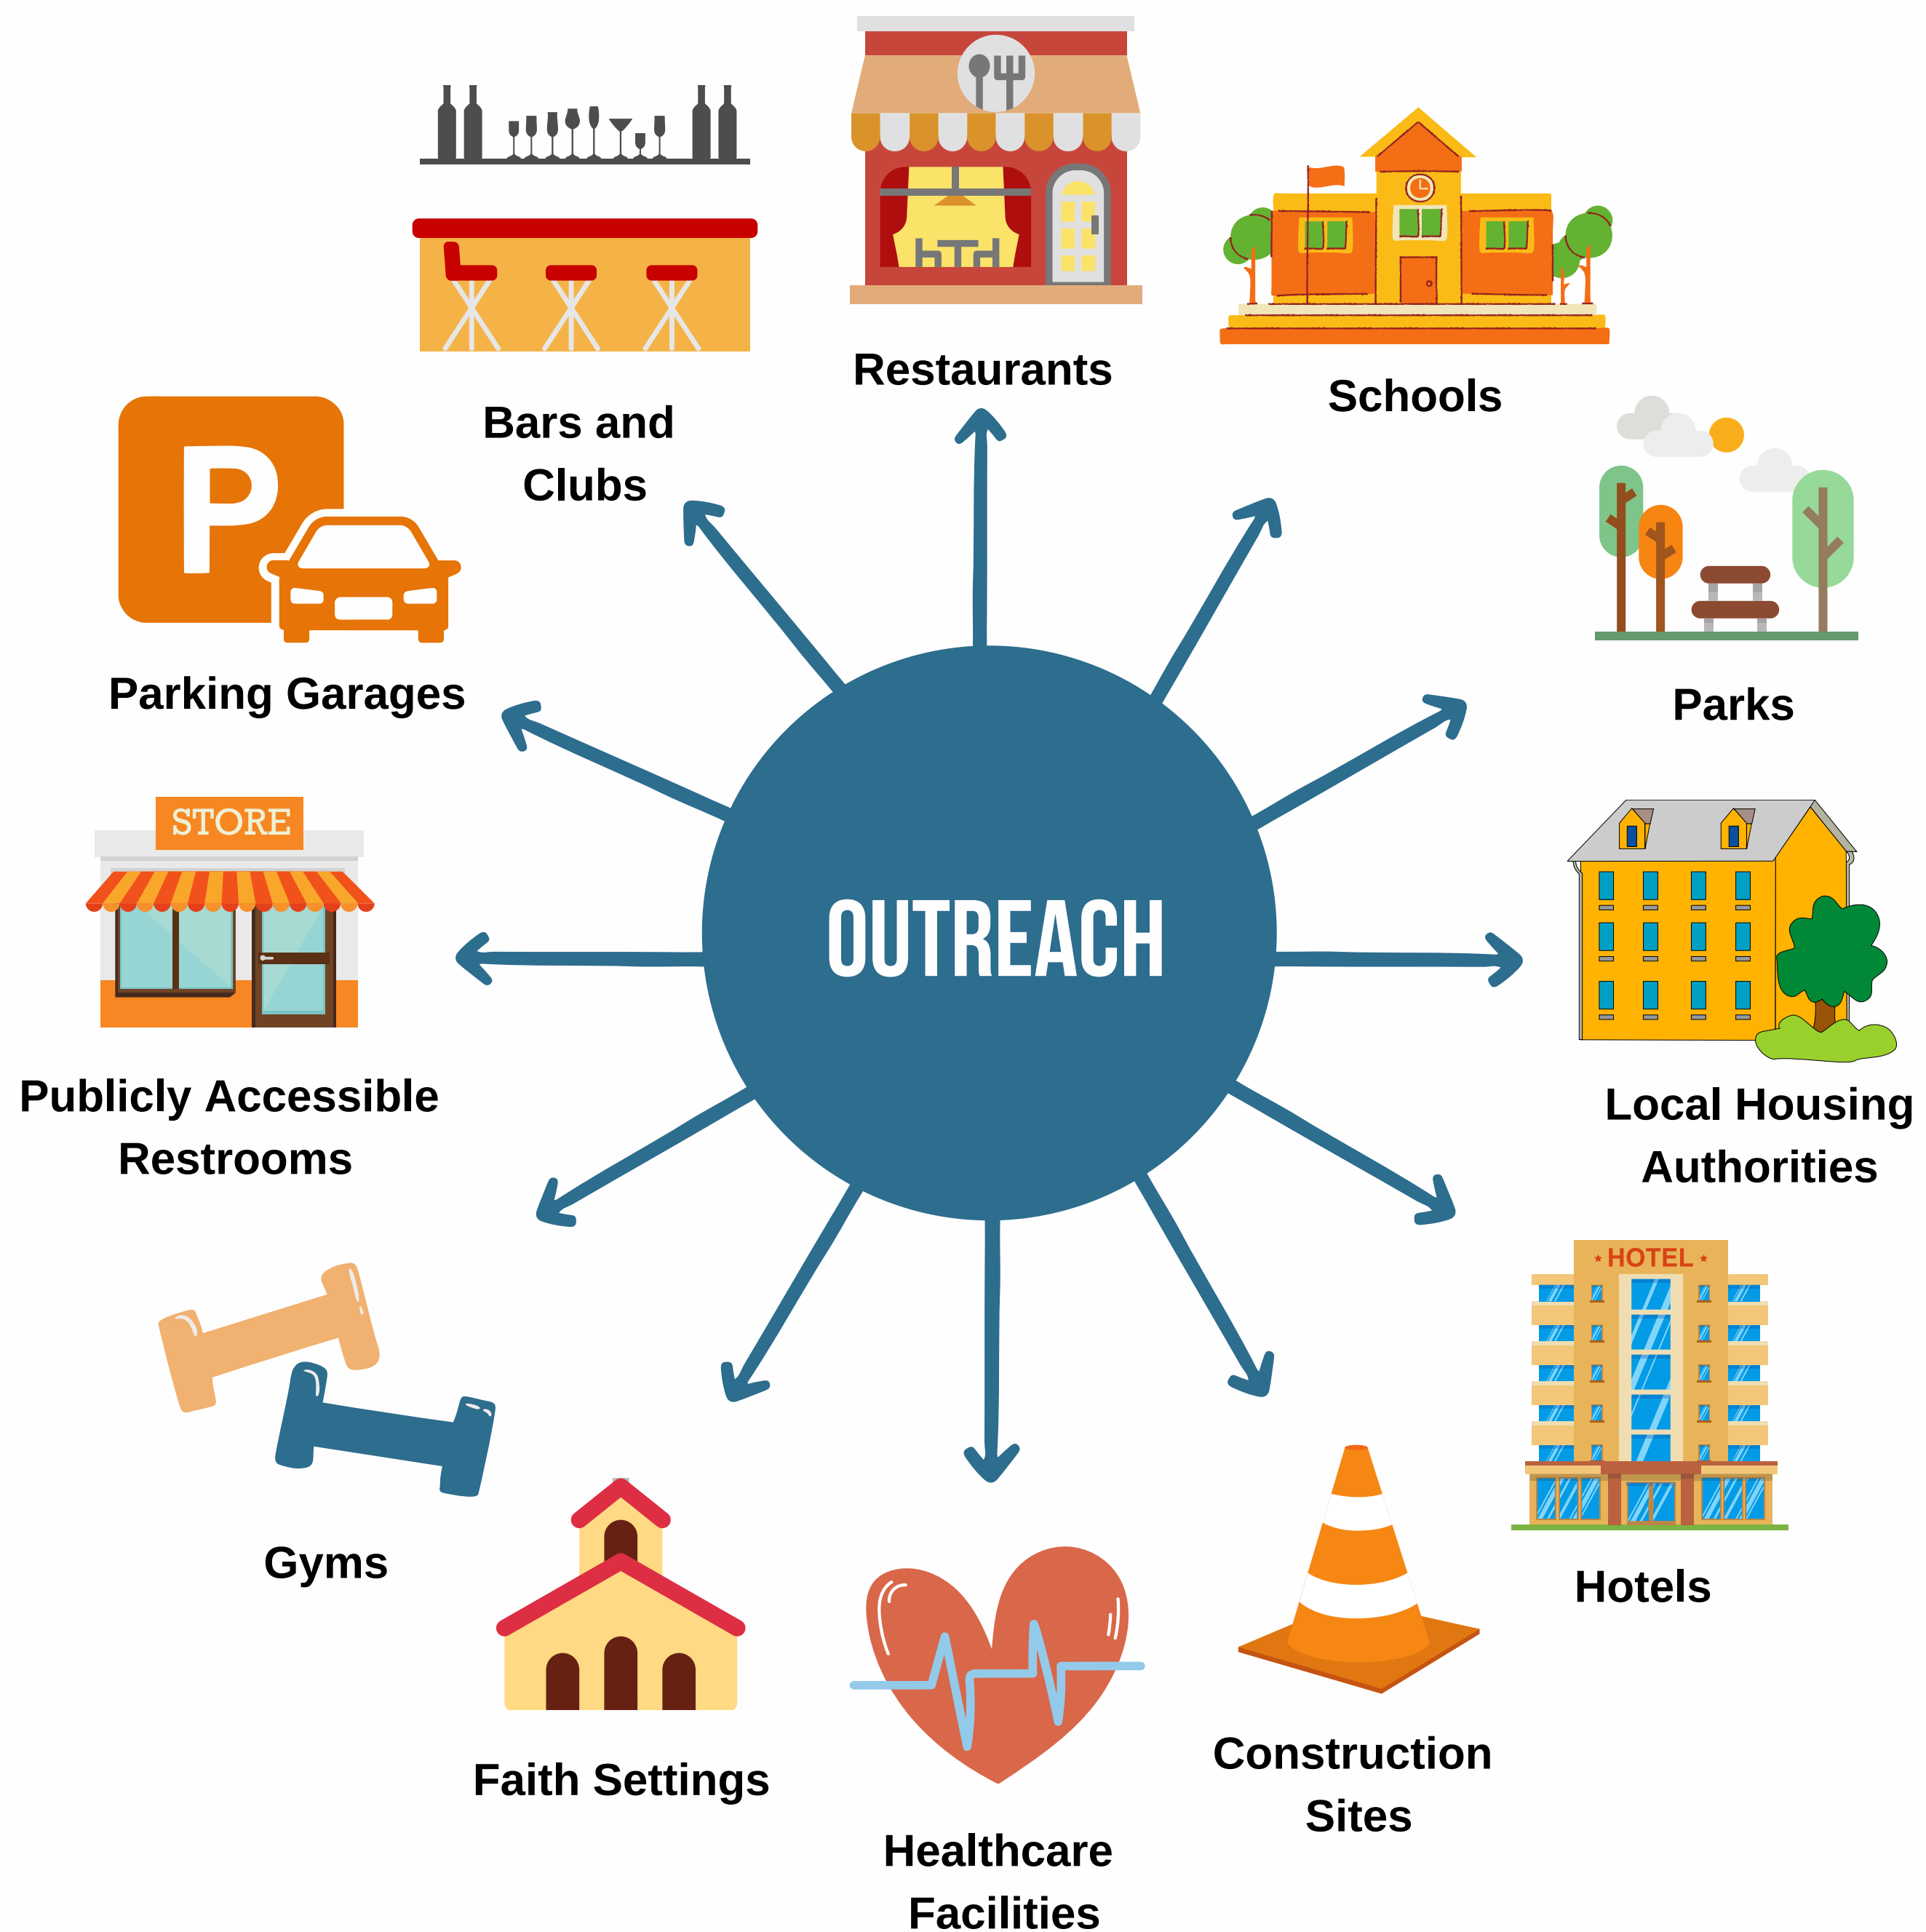 Restaurants
Schools
Bars and
Clubs
P
Parking Garages
Parks
STORE
OUTREACH
Publicly Accessible
Restrooms
Local Housing
Authorities
HOTEL
Gyms
Hotels
Faith Settings
Construction
Sites
Healthcare
Facilities